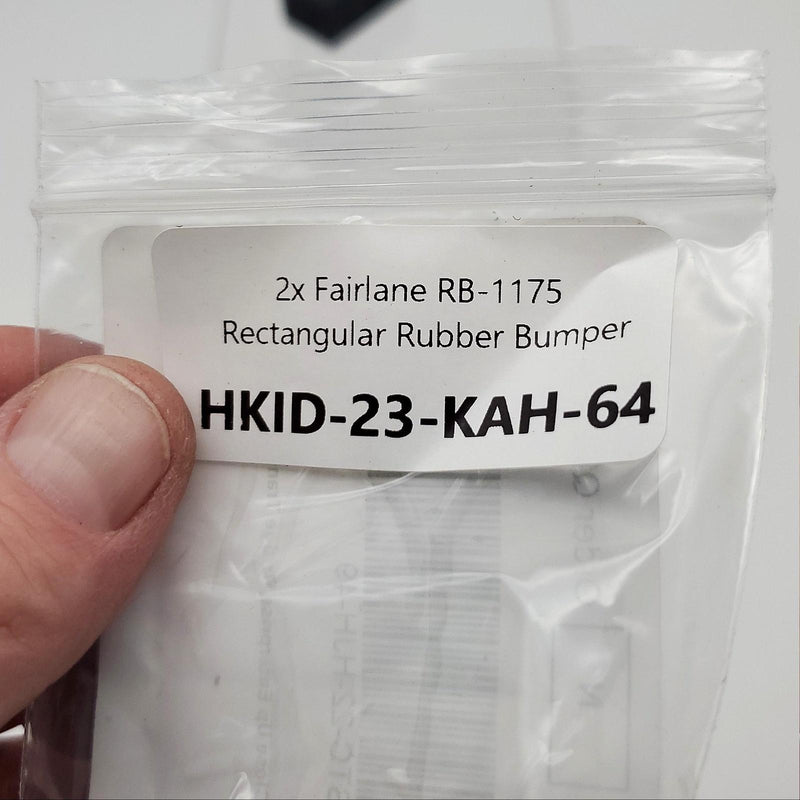 2x Fairlane RB-1175
Rectangular Rubber Bumper
HKID-23-KAH-64